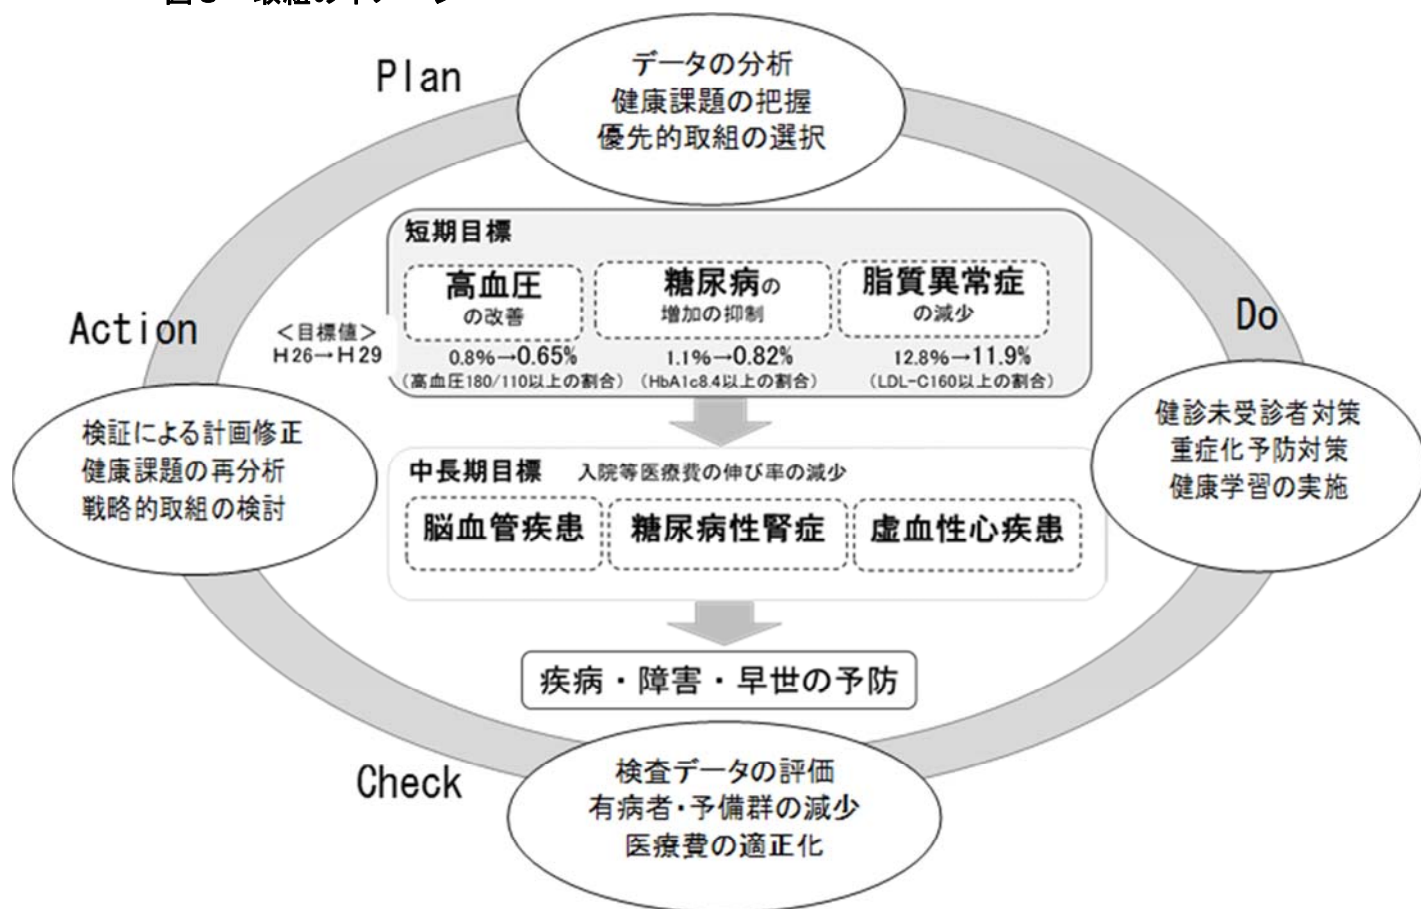 Plan
データの分析
健康課題の把握
優先的取組の選択
短期目標
高血圧
の改善
糖尿病の
増加の抑制
脂質異常症
の減少
Do
Action
＜目標値＞
H26→H29
0.8%→0.65%
(高血圧180/110以上の割合)
1.1%→0.82%
(HbA1c8.4以上の割合)
12.8%→11.9%
(LDL-C160以上の割合)
検証による計画修正
健康課題の再分析
戦略的取組の検討
健診未受診者対策
重症化予防対策
健康学習の実施
中長期目標 入院等医療費の伸び率の減少
脳血管疾患 糖尿病性腎症 虚血性心疾患
疾病・障害・早世の予防
Check
検査データの評価
有病者・予備群の減少
医療費の適正化